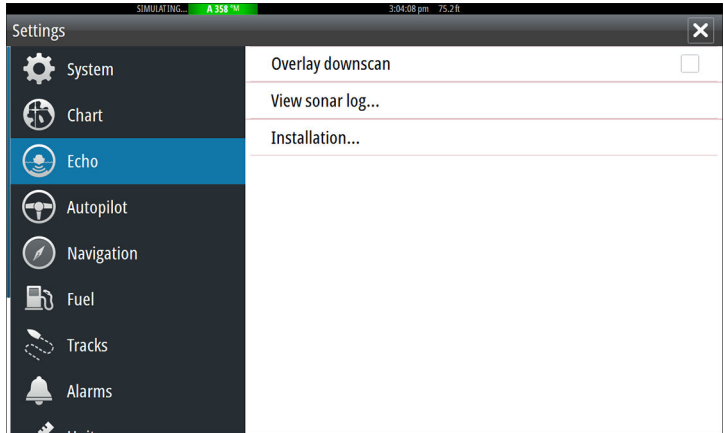 SIMULATING... A 358 °M 3:04:08 pm 75.2 ft
Settings
System
Chart
Echo
Autopilot
Navigation
Fuel
Tracks
Alarms
Overlay downscan
View sonar log...
Installation...